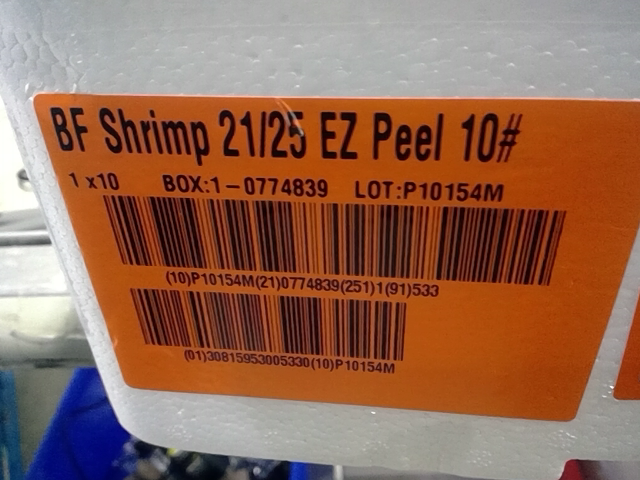 BF Shrimp 21/25 EZ Peel 10#
1 x10 BOX:1-0774839 LOT:P10154M
(10)P10154M(21)0774839(251)1(91)533
(01)30815953005330(10)P10154M